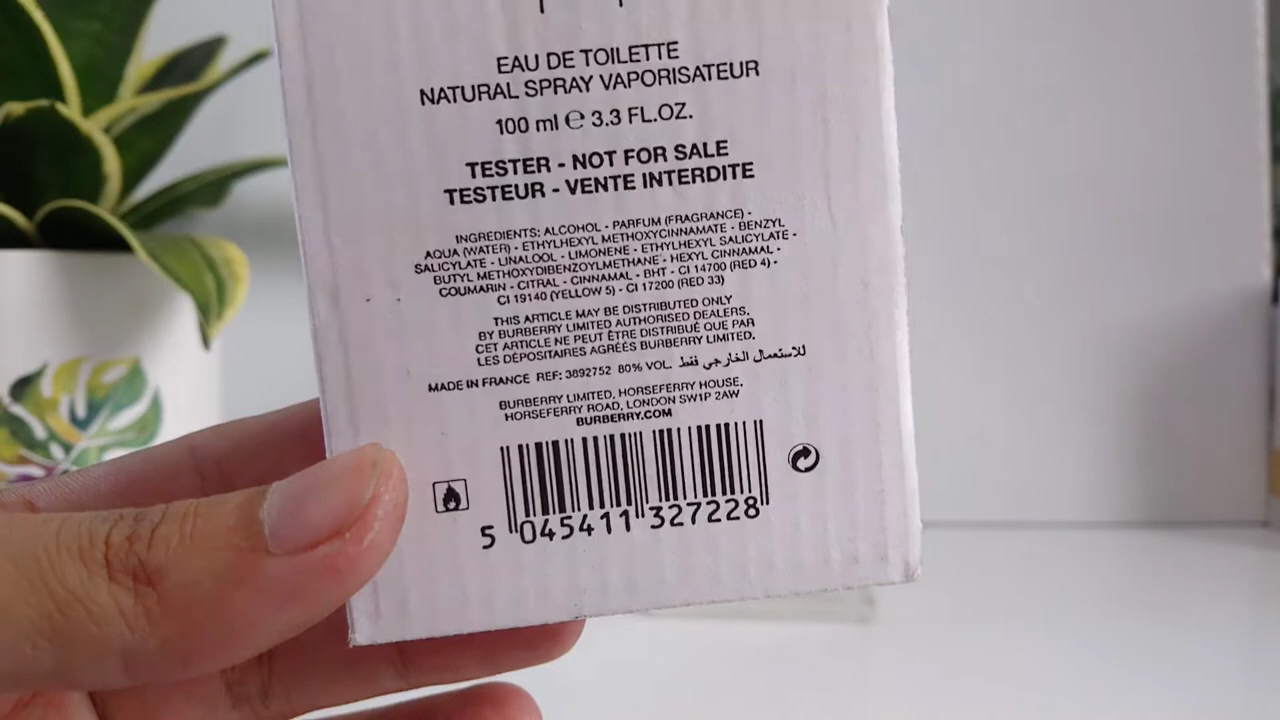 EAU DE TOILETTE
NATURAL SPRAY VAPORISATEUR
100 ml ℮ 3.3 FL.OZ.
TESTER - NOT FOR SALE
TESTEUR - VENTE INTERDITE
INGREDIENTS: ALCOHOL - PARFUM (FRAGRANCE) -
AQUA (WATER) - ETHYLHEXYL METHOXYCINNAMATE - BENZYL
SALICYLATE - LINALOOL - LIMONENE - ETHYLHEXYL SALICYLATE -
BUTYL METHOXYDIBENZOYLMETHANE - HEXYL CINNAMAL -
COUMARIN - CITRAL - CINNAMAL - BHT - CI 14700 (RED 4) -
CI 19140 (YELLOW 5) - CI 17200 (RED 33)
THIS ARTICLE MAY BE DISTRIBUTED ONLY
BY BURBERRY LIMITED AUTHORISED DEALERS.
CET ARTICLE NE PEUT ÊTRE DISTRIBUÉ QUE PAR
LES DÉPOSITAIRES AGRÉÉS BURBERRY LIMITED.
MADE IN FRANCE REF: 3892752 80% VOL. للاستعمال الخارجي فقط
BURBERRY LIMITED, HORSEFERRY HOUSE,
HORSEFERRY ROAD, LONDON SW1P 2AW
BURBERRY.COM
5 045411 327228